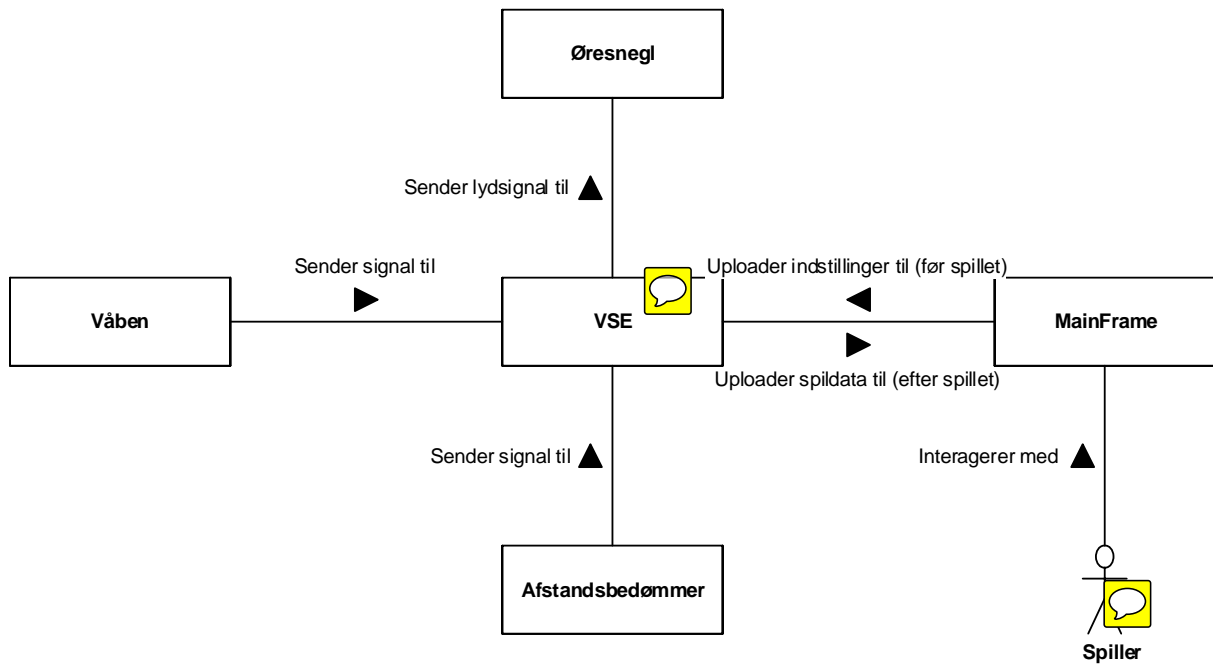 Øresnegl
Sender lydsignal til
Sender signal til
Uploader indstillinger til (før spillet)
Våben
VSE
MainFrame
Uploader spildata til (efter spillet)
Sender signal til
Interagerer med
Afstandsbedømmer
Spiller